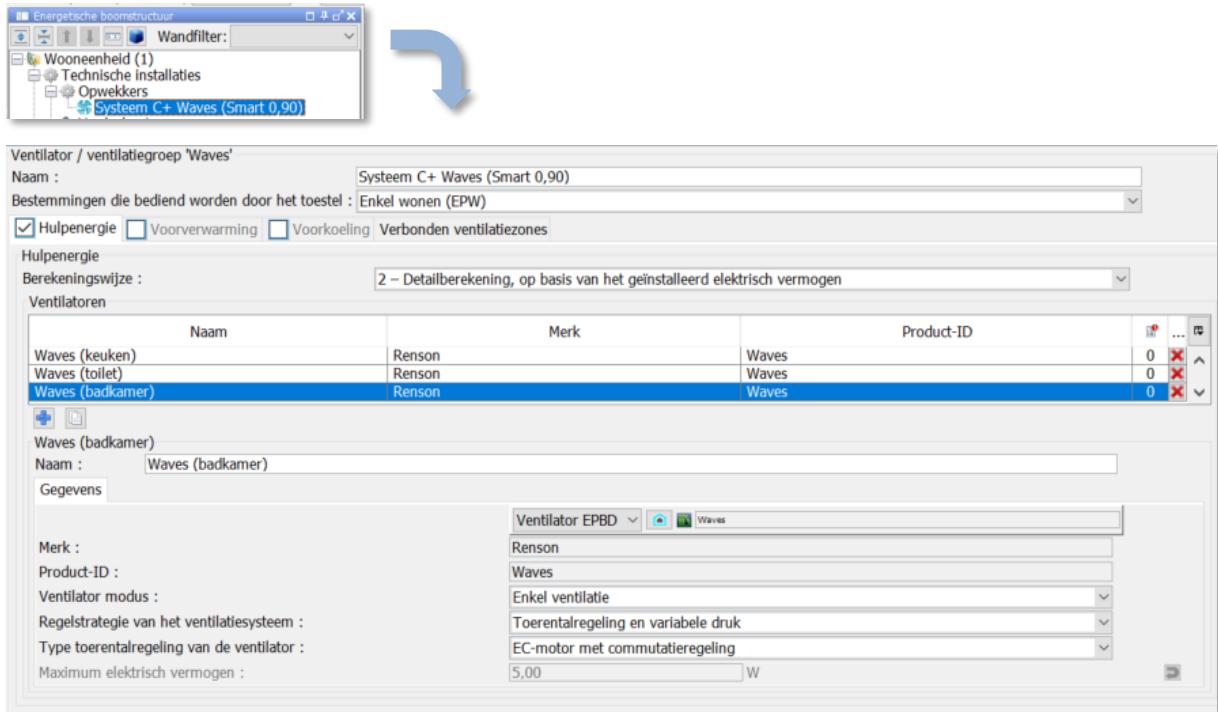 Energetische boomstructuur
Wandfilter:
Wooneenheid (1)
Technische installaties
Opwekkers
Systeem C+ Waves (Smart 0,90)
Ventilator / ventilatiegroep 'Waves'
Naam : Systeem C+ Waves (Smart 0,90)
Bestemmingen die bediend worden door het toestel : Enkel wonen (EPW)
Hulpenergie Voorverwarming Voorkoeling Verbonden ventilatiezones
Hulpenergie
Berekeningswijze : 2 – Detailberekening, op basis van het geïnstalleerd elektrisch vermogen
Ventilatoren
Naam Merk Product-ID ...
Waves (keuken) Renson Waves 0
Waves (toilet) Renson Waves 0
Waves (badkamer) Renson Waves 0
Waves (badkamer)
Naam : Waves (badkamer)
Gegevens
Ventilator EPBD Waves
Merk : Renson
Product-ID : Waves
Ventilator modus : Enkel ventilatie
Regelstrategie van het ventilatiesysteem : Toerentalregeling en variabele druk
Type toerentalregeling van de ventilator : EC-motor met commutatieregeling
Maximum elektrisch vermogen : 5,00 W